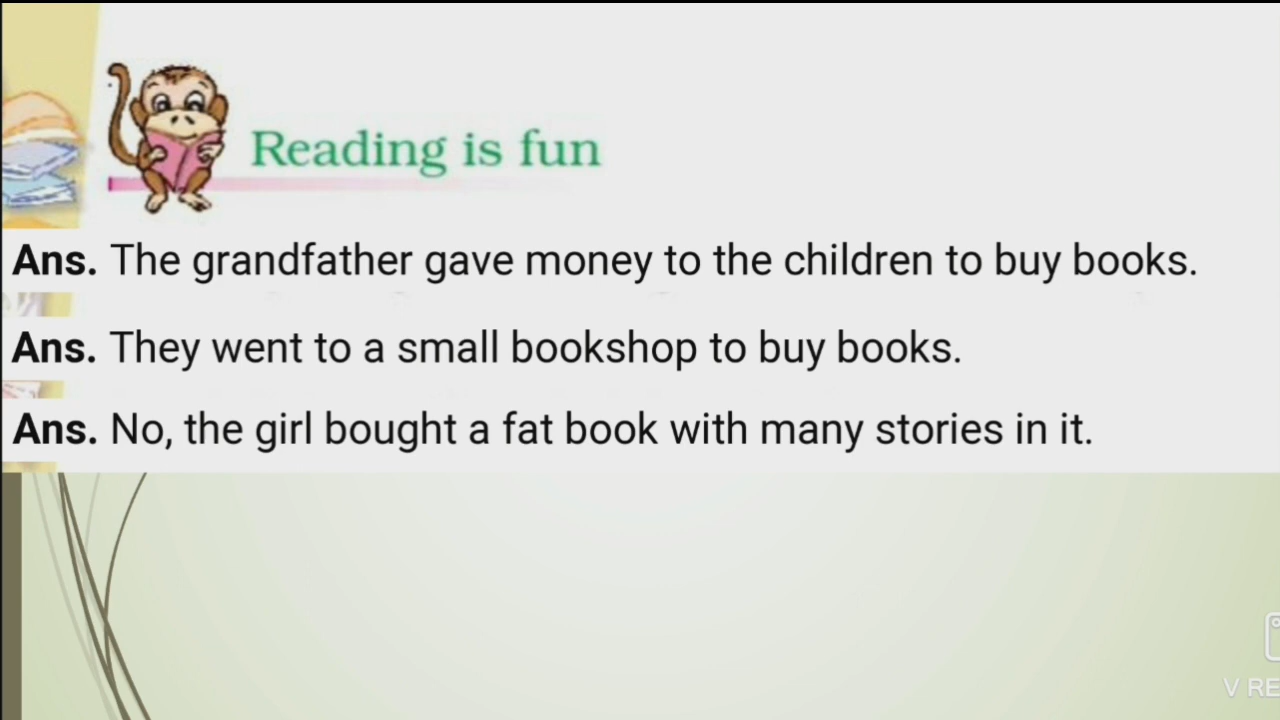 Reading is fun
Ans. The grandfather gave money to the children to buy books.
Ans. They went to a small bookshop to buy books.
Ans. No, the girl bought a fat book with many stories in it.
V RE